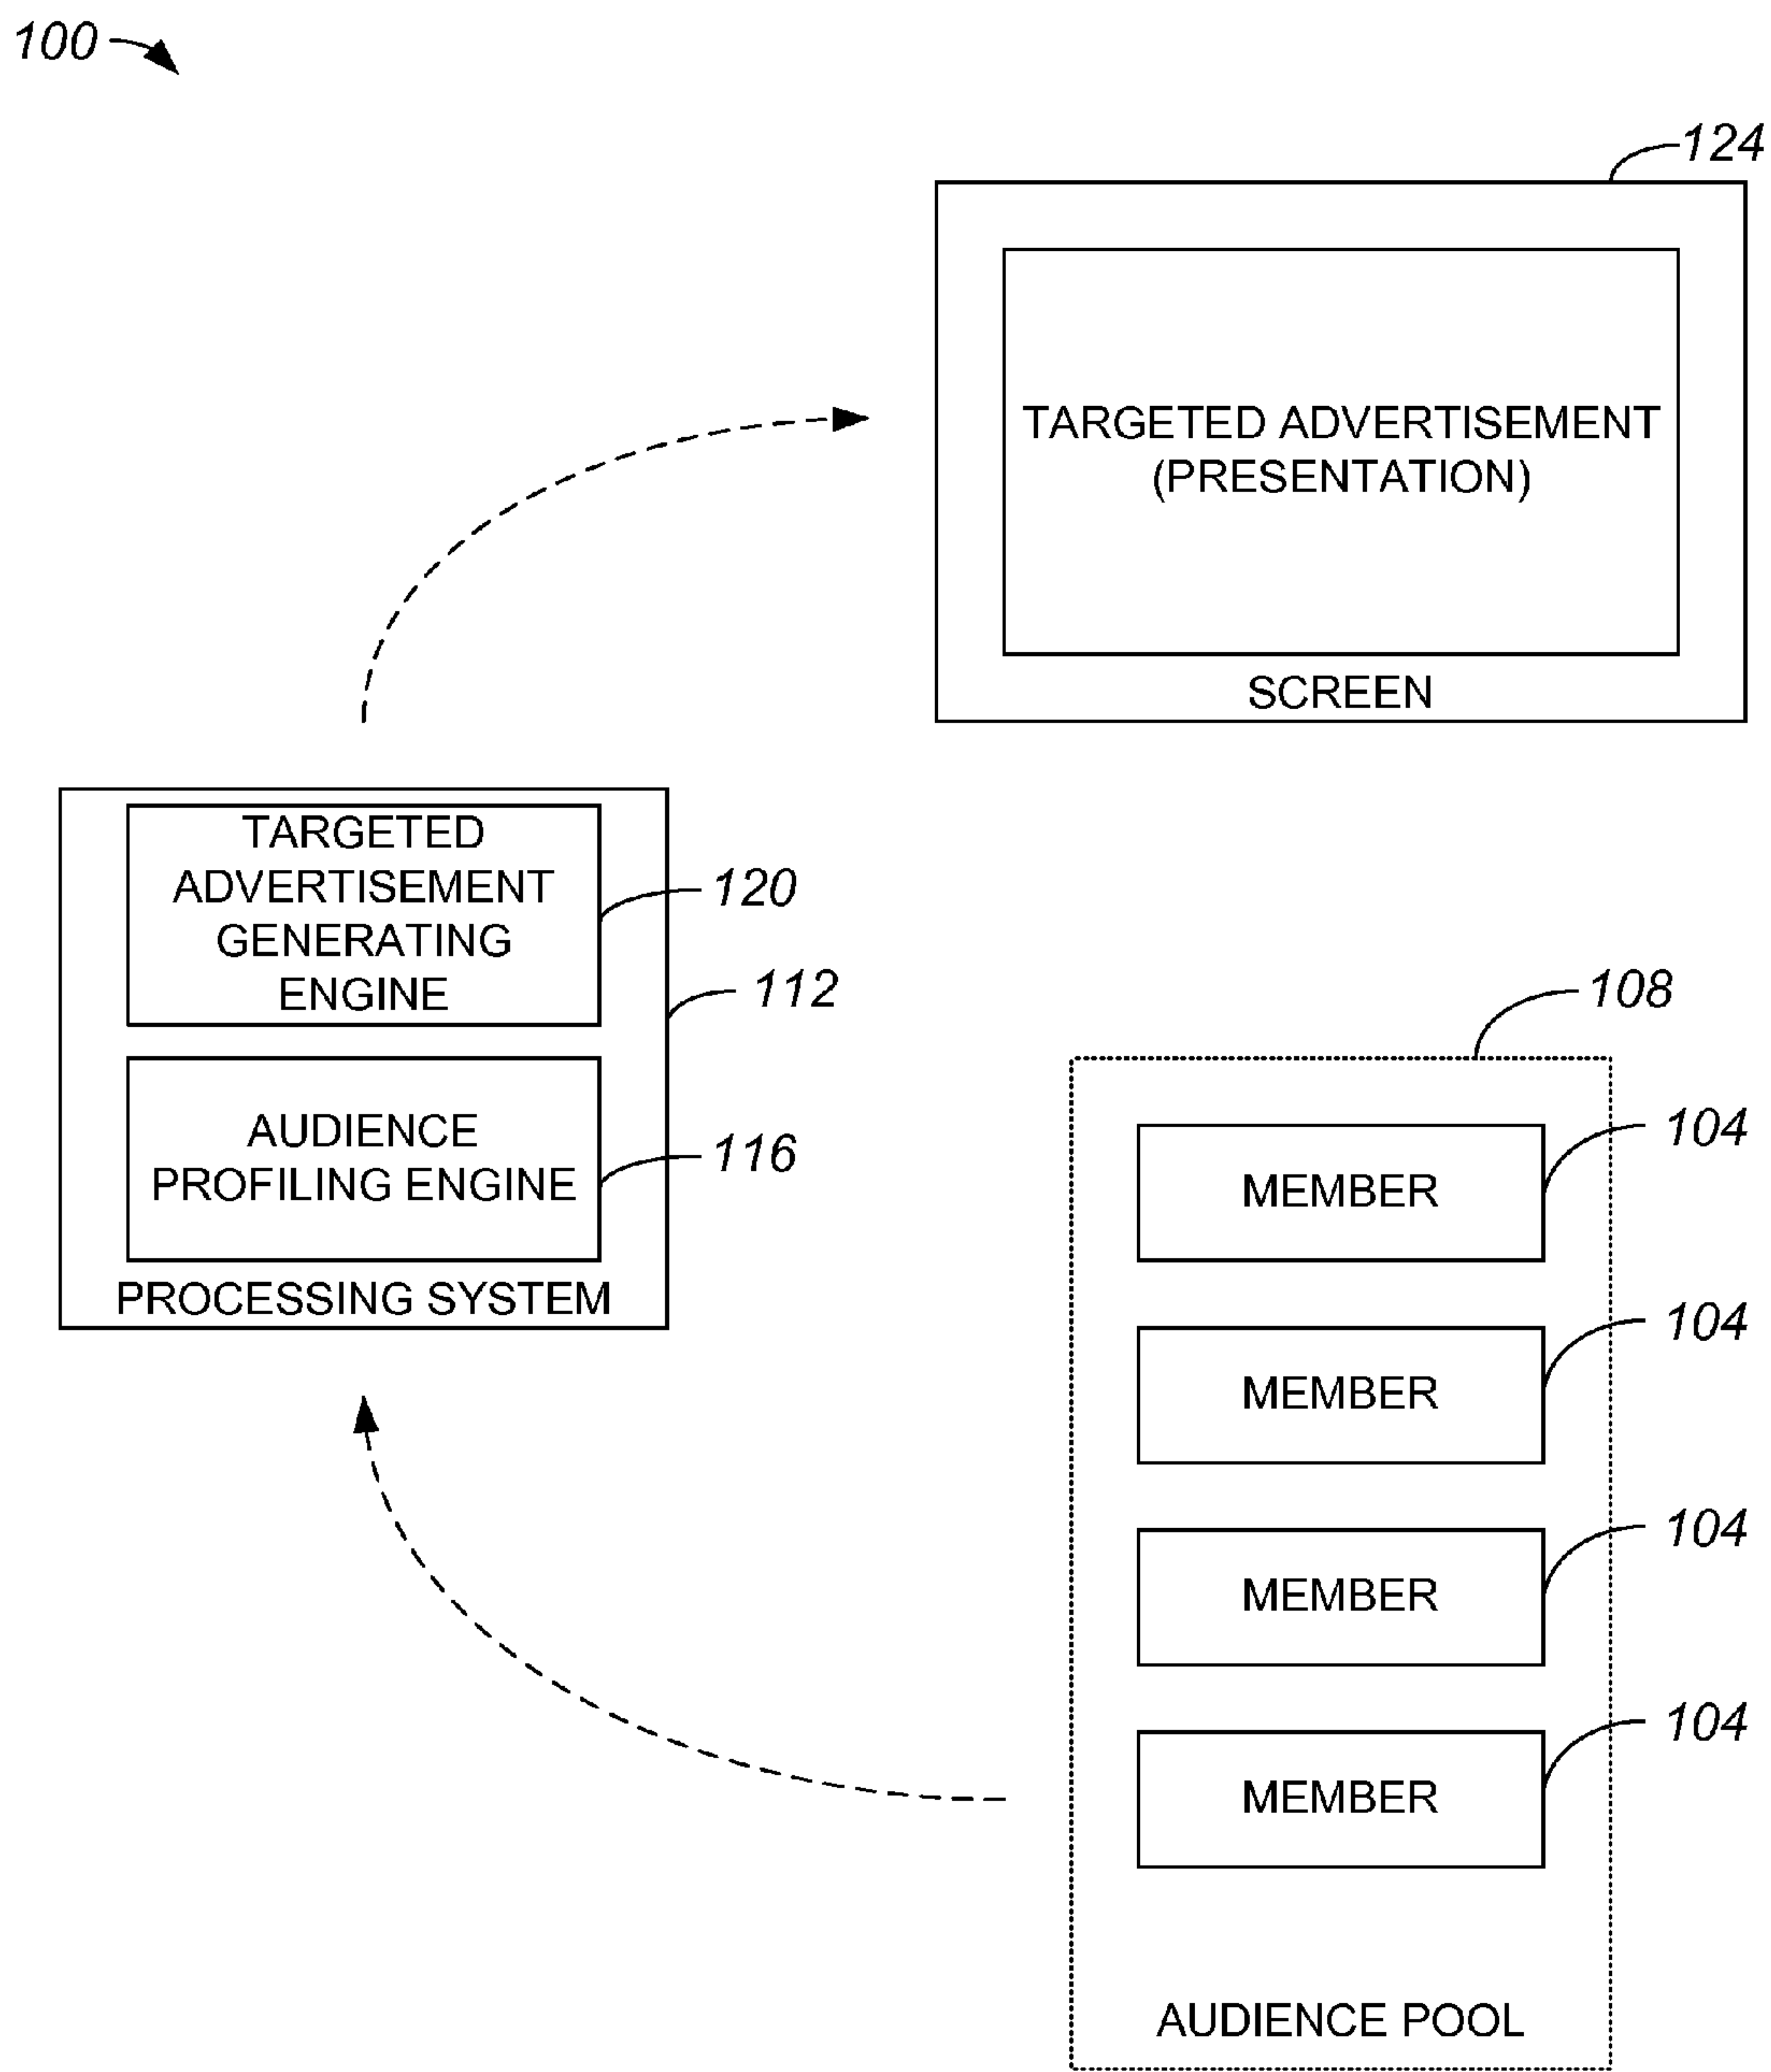 100
124
TARGETED ADVERTISEMENT
(PRESENTATION)
SCREEN
TARGETED
ADVERTISEMENT
GENERATING
ENGINE
120
112
AUDIENCE
PROFILING ENGINE
116
PROCESSING SYSTEM
108
MEMBER
104
MEMBER
104
MEMBER
104
MEMBER
104
AUDIENCE POOL